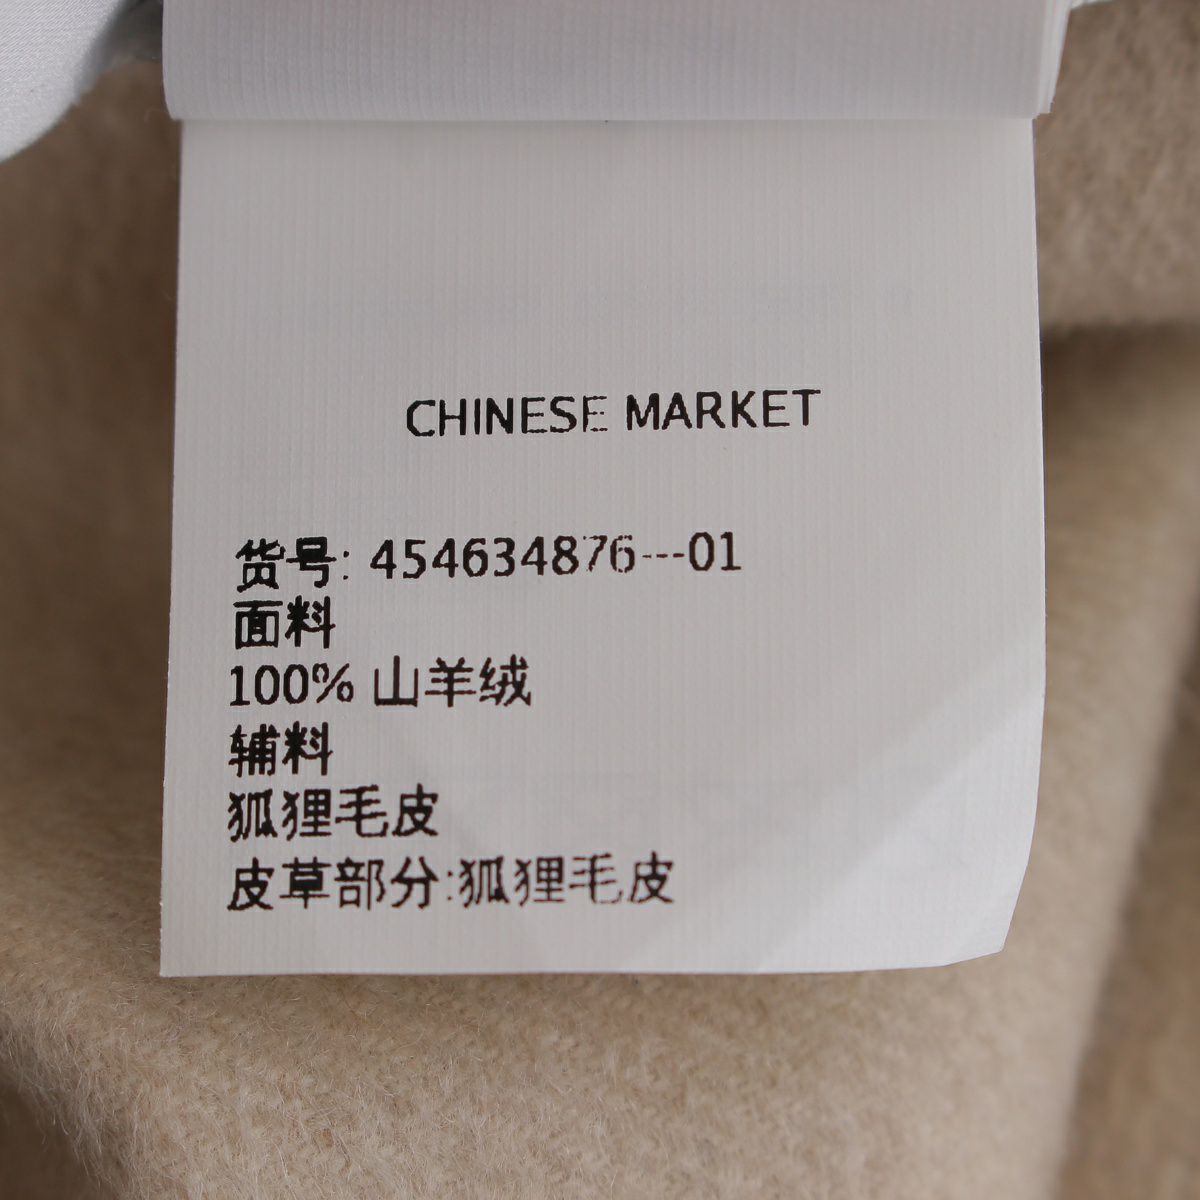 CHINESE MARKET
货号: 454634876---01
面料
100% 山羊绒
辅料
狐狸毛皮
皮草部分:狐狸毛皮